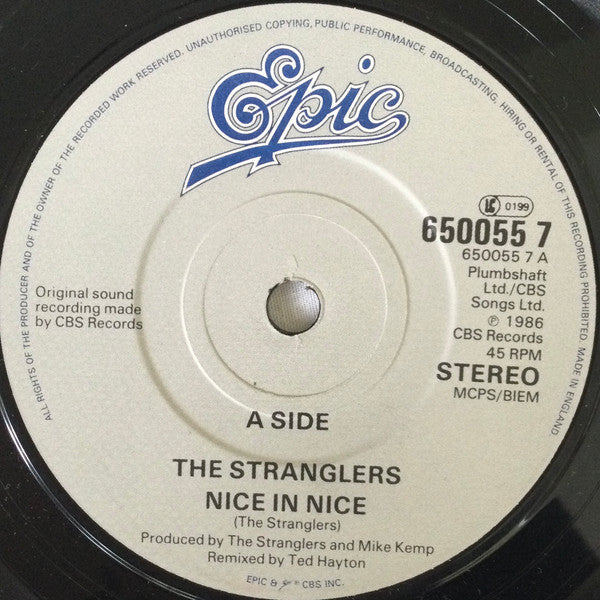 ALL RIGHTS OF THE PRODUCER AND OF THE OWNER OF THE RECORDED WORK RESERVED. UNAUTHORISED COPYING, PUBLIC PERFORMANCE, BROADCASTING, HIRING OR RENTAL OF THIS RECORDING PROHIBITED. MADE IN ENGLAND
Epic
LC 0199
650055 7
650055 7 A
Plumbshaft
Ltd./CBS
Songs Ltd.
℗ 1986
CBS Records
45 RPM
STEREO
MCPS/BIEM
Original sound
recording made
by CBS Records
A SIDE
THE STRANGLERS
NICE IN NICE
(The Stranglers)
Produced by The Stranglers and Mike Kemp
Remixed by Ted Hayton
EPIC & CBS INC.